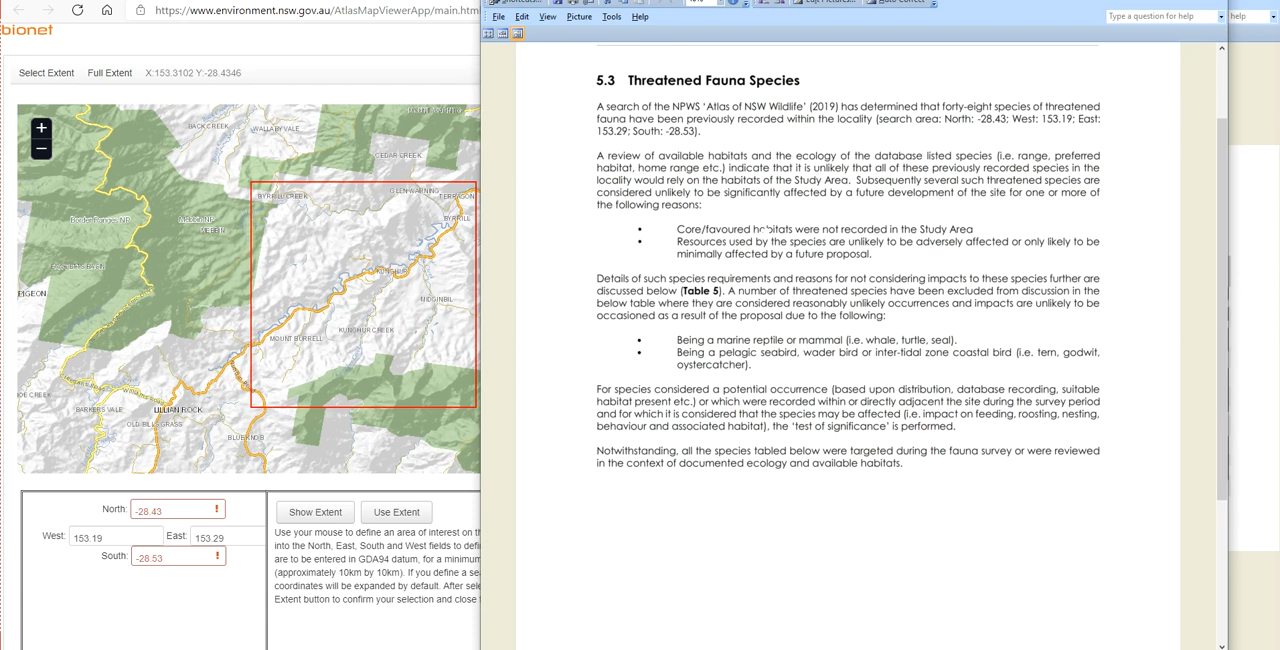 https://www.environment.nsw.gov.au/AtlasMapViewerApp/main.htm
bionet
Select Extent Full Extent X:153.3102 Y:-28.4346
+
−
BACK CREEK
WALLABY VALE
CEDAR CREEK
BYRRILL CREEK
TERRAGON
BYRRILL
Border Ranges NP
PIGEON
KUNGHUR
MIDGINBIL
KUNGHUR CREEK
MOUNT BURRELL
BARKERS VALE
LILLIAN ROCK
OLD BILLS GRASS
BLUE KNOB
North: -28.43 !
West: 153.19 East: 153.29
South: -28.53 !
Show Extent Use Extent
Use your mouse to define an area of interest on th
into the North, East, South and West fields to defi
are to be entered in GDA94 datum, for a minimum
(approximately 10km by 10km). If you define a se
coordinates will be expanded by default. After sele
Extent button to confirm your selection and close t
File Edit View Picture Tools Help
Type a question for help
help
5.3 Threatened Fauna Species
A search of the NPWS ‘Atlas of NSW Wildlife’ (2019) has determined that forty-eight species of threatened
fauna have been previously recorded within the locality (search area: North: -28.43; West: 153.19; East:
153.29; South: -28.53).
A review of available habitats and the ecology of the database listed species (i.e. range, preferred
habitat, home range etc.) indicate that it is unlikely that all of these previously recorded species in the
locality would rely on the habitats of the Study Area. Subsequently several such threatened species are
considered unlikely to be significantly affected by a future development of the site for one or more of
the following reasons:
• Core/favoured habitats were not recorded in the Study Area
• Resources used by the species are unlikely to be adversely affected or only likely to be
minimally affected by a future proposal.
Details of such species requirements and reasons for not considering impacts to these species further are
discussed below (Table 5). A number of threatened species have been excluded from discussion in the
below table where they are considered reasonably unlikely occurrences and impacts are unlikely to be
occasioned as a result of the proposal due to the following:
• Being a marine reptile or mammal (i.e. whale, turtle, seal).
• Being a pelagic seabird, wader bird or inter-tidal zone coastal bird (i.e. tern, godwit,
oystercatcher).
For species considered a potential occurrence (based upon distribution, database recording, suitable
habitat present etc.) or which were recorded within or directly adjacent the site during the survey period
and for which it is considered that the species may be affected (i.e. impact on feeding, roosting, nesting,
behaviour and associated habitat), the ‘test of significance’ is performed.
Notwithstanding, all the species tabled below were targeted during the fauna survey or were reviewed
in the context of documented ecology and available habitats.